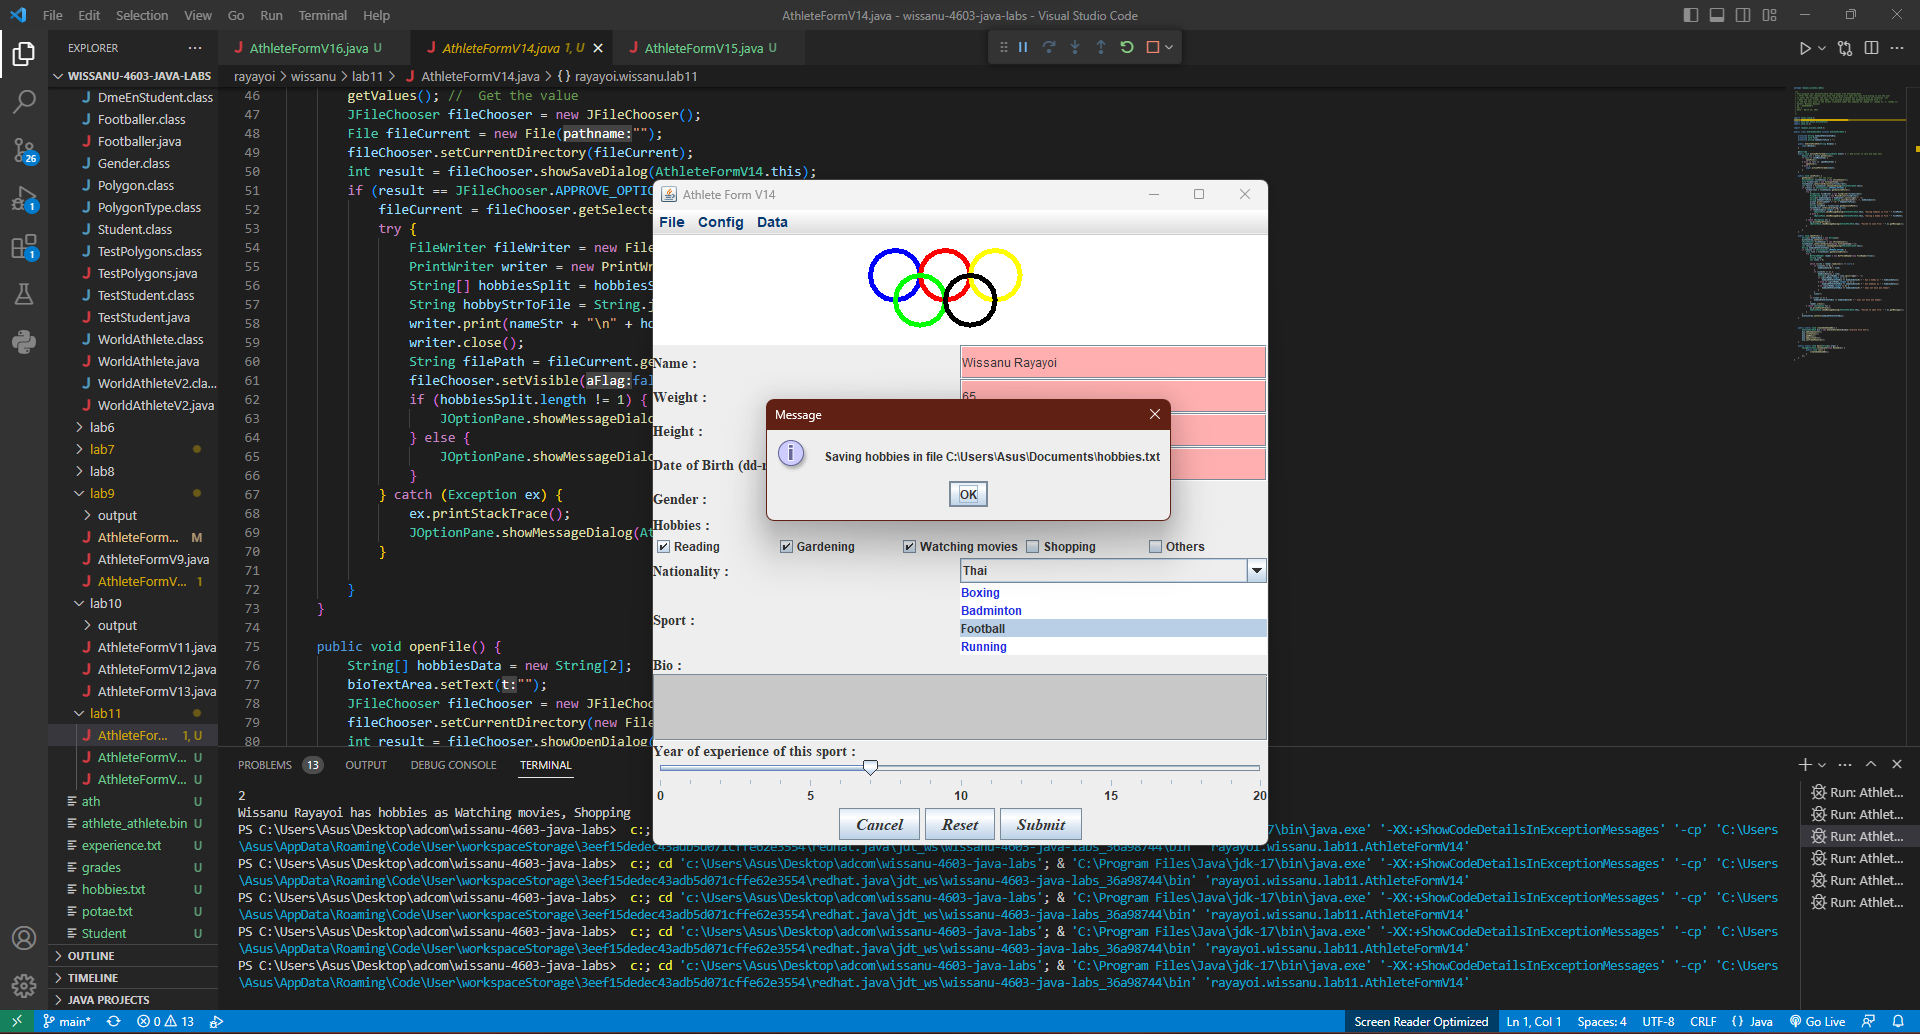 File Edit Selection View Go Run Terminal Help
AthleteFormV14.java - wissanu-4603-java-labs - Visual Studio Code
EXPLORER
WISSANU-4603-JAVA-LABS
DmeEnStudent.class
Footballer.class
Footballer.java
Gender.class
Polygon.class
PolygonType.class
Student.class
TestPolygons.class
TestPolygons.java
TestStudent.class
TestStudent.java
WorldAthlete.class
WorldAthlete.java
WorldAthleteV2.cla...
WorldAthleteV2.java
lab6
lab7
lab8
lab9
output
AthleteForm... M
AthleteFormV9.java
AthleteFormV... 1
lab10
output
AthleteFormV11.java
AthleteFormV12.java
AthleteFormV13.java
lab11
AthleteFor... 1, U
AthleteFormV... U
AthleteFormV... U
ath U
athlete_athlete.bin U
experience.txt U
grades U
hobbies.txt U
potae.txt U
Student U
OUTLINE
TIMELINE
JAVA PROJECTS
26
1
1
AthleteFormV16.java U
AthleteFormV14.java 1, U
AthleteFormV15.java U
rayayoi > wissanu > lab11 > AthleteFormV14.java > {} rayayoi.wissanu.lab11
46 getValues(); // Get the value
47 JFileChooser fileChooser = new JFileChooser();
48 File fileCurrent = new File(pathname:"");
49 fileChooser.setCurrentDirectory(fileCurrent);
50 int result = fileChooser.showSaveDialog(AthleteFormV14.this);
51 if (result == JFileChooser.APPROVE_OPTIO
52 fileCurrent = fileChooser.getSelecte
53 try {
54 FileWriter fileWriter = new File
55 PrintWriter writer = new PrintWr
56 String[] hobbiesSplit = hobbiesS
57 String hobbyStrToFile = String.j
58 writer.print(nameStr + "\n" + ho
59 writer.close();
60 String filePath = fileCurrent.ge
61 fileChooser.setVisible(aFlag:fal
62 if (hobbiesSplit.length != 1) {
63 JOptionPane.showMessageDialo
64 } else {
65 JOptionPane.showMessageDialo
66 }
67 } catch (Exception ex) {
68 ex.printStackTrace();
69 JOptionPane.showMessageDialog(At
70 }
71
72 }
73 }
74
75 public void openFile() {
76 String[] hobbiesData = new String[2];
77 bioTextArea.setText(t:"");
78 JFileChooser fileChooser = new JFileChoo
79 fileChooser.setCurrentDirectory(new File
80 int result = fileChooser.showOpenDialog(
Athlete Form V14
File Config Data
Name : Wissanu Rayayoi
Weight : 65
Height :
Date of Birth (dd-m
Gender :
Message
Saving hobbies in file C:\Users\Asus\Documents\hobbies.txt
OK
Hobbies :
Reading Gardening Watching movies Shopping Others
Nationality : Thai
Sport :
Boxing
Badminton
Football
Running
Bio :
Year of experience of this sport :
0 5 10 15 20
Cancel Reset Submit
PROBLEMS 13 OUTPUT DEBUG CONSOLE TERMINAL
2
Wissanu Rayayoi has hobbies as Watching movies, Shopping
PS C:\Users\Asus\Desktop\adcom\wissanu-4603-java-labs> c:; 17\bin\java.exe' '-XX:+ShowCodeDetailsInExceptionMessages' '-cp' 'C:\Users
\Asus\AppData\Roaming\Code\User\workspaceStorage\3eef15dedec43adb5d071cffe62e3554\redhat.java\jdt_ws\wissanu-4603-java-labs_36a98744\bin' 'rayayoi.wissanu.lab11.AthleteFormV14'
PS C:\Users\Asus\Desktop\adcom\wissanu-4603-java-labs> c:; cd 'c:\Users\Asus\Desktop\adcom\wissanu-4603-java-labs'; & 'C:\Program Files\Java\jdk-17\bin\java.exe' '-XX:+ShowCodeDetailsInExceptionMessages' '-cp' 'C:\Users
\Asus\AppData\Roaming\Code\User\workspaceStorage\3eef15dedec43adb5d071cffe62e3554\redhat.java\jdt_ws\wissanu-4603-java-labs_36a98744\bin' 'rayayoi.wissanu.lab11.AthleteFormV14'
PS C:\Users\Asus\Desktop\adcom\wissanu-4603-java-labs> c:; cd 'c:\Users\Asus\Desktop\adcom\wissanu-4603-java-labs'; & 'C:\Program Files\Java\jdk-17\bin\java.exe' '-XX:+ShowCodeDetailsInExceptionMessages' '-cp' 'C:\Users
\Asus\AppData\Roaming\Code\User\workspaceStorage\3eef15dedec43adb5d071cffe62e3554\redhat.java\jdt_ws\wissanu-4603-java-labs_36a98744\bin' 'rayayoi.wissanu.lab11.AthleteFormV14'
PS C:\Users\Asus\Desktop\adcom\wissanu-4603-java-labs> c:; cd 'c:\Users\Asus\Desktop\adcom\wissanu-4603-java-labs'; & 'C:\Program Files\Java\jdk-17\bin\java.exe' '-XX:+ShowCodeDetailsInExceptionMessages' '-cp' 'C:\Users
\Asus\AppData\Roaming\Code\User\workspaceStorage\3eef15dedec43adb5d071cffe62e3554\redhat.java\jdt_ws\wissanu-4603-java-labs_36a98744\bin' 'rayayoi.wissanu.lab11.AthleteFormV14'
PS C:\Users\Asus\Desktop\adcom\wissanu-4603-java-labs> c:; cd 'c:\Users\Asus\Desktop\adcom\wissanu-4603-java-labs'; & 'C:\Program Files\Java\jdk-17\bin\java.exe' '-XX:+ShowCodeDetailsInExceptionMessages' '-cp' 'C:\Users
\Asus\AppData\Roaming\Code\User\workspaceStorage\3eef15dedec43adb5d071cffe62e3554\redhat.java\jdt_ws\wissanu-4603-java-labs_36a98744\bin' 'rayayoi.wissanu.lab11.AthleteFormV14'
Run: Athlet...
Run: Athlet...
Run: Athlet...
Run: Athlet...
Run: Athlet...
Run: Athlet...
main* 0 13
Screen Reader Optimized Ln 1, Col 1 Spaces: 4 UTF-8 CRLF {} Java Go Live